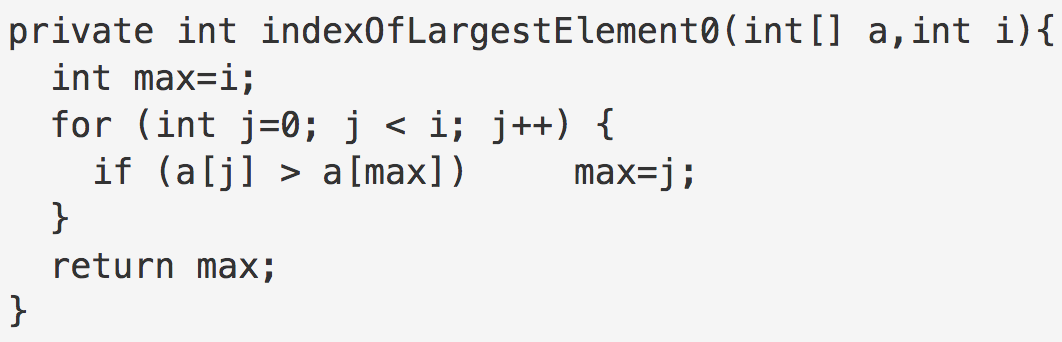 private int indexOfLargestElement0(int[] a,int i){
  int max=i;
  for (int j=0; j < i; j++) {
    if (a[j] > a[max])     max=j;
  }
  return max;
}